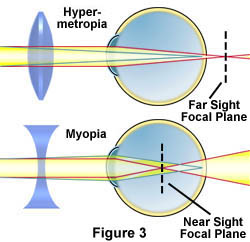 Hyper-
metropia
Far Sight
Focal Plane
Myopia
Figure 3
Near Sight
Focal Plane